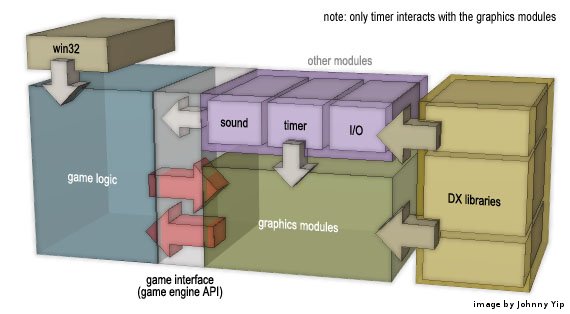 note: only timer interacts with the graphics modules
win32
other modules
sound
timer
I/O
game logic
DX libraries
graphics modules
game interface
(game engine API)
image by Johnny Yip